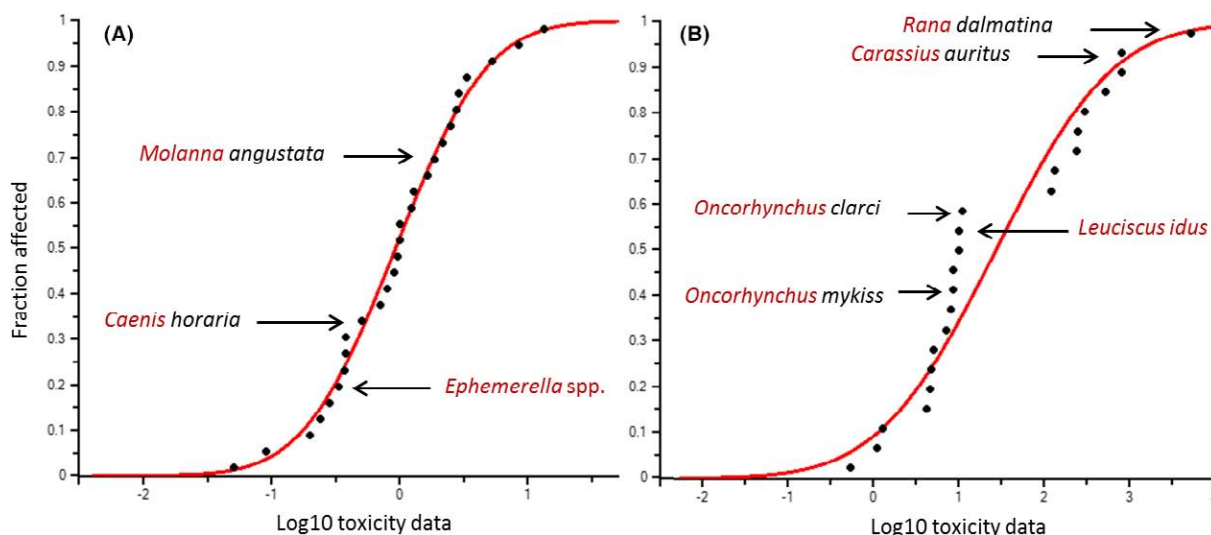 (A)
Fraction affected
1
0.9
0.8
0.7
0.6
0.5
0.4
0.3
0.2
0.1
0
Molanna angustata
Caenis horaria
Ephemerella spp.
-2
-1
0
1
Log10 toxicity data
(B)
1
0.9
0.8
0.7
0.6
0.5
0.4
0.3
0.2
0.1
0
Rana dalmatina
Carassius auritus
Oncorhynchus clarci
Leuciscus idus
Oncorhynchus mykiss
-2
-1
0
1
2
3
Log10 toxicity data